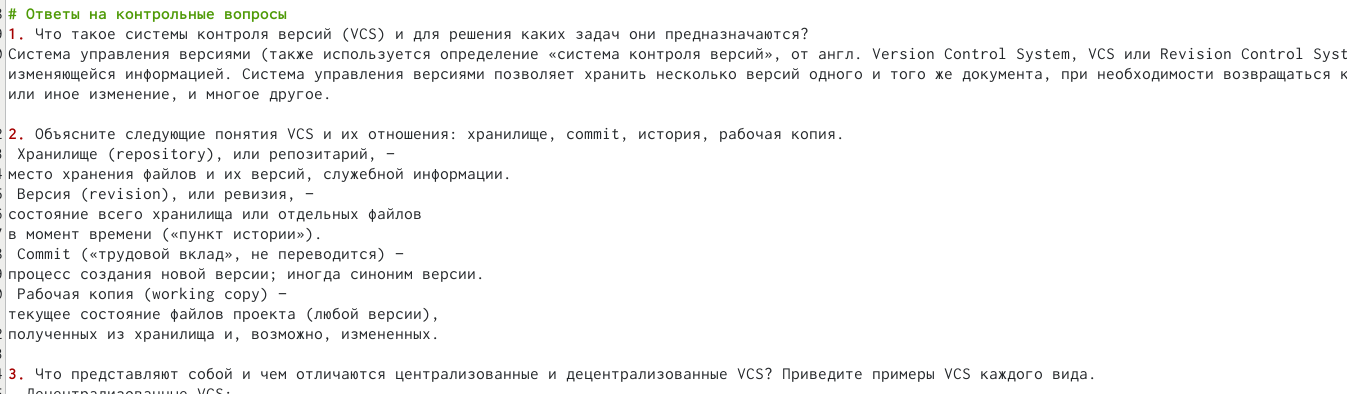 # Ответы на контрольные вопросы
1. Что такое системы контроля версий (VCS) и для решения каких задач они предназначаются?
Система управления версиями (также используется определение «система контроля версий», от англ. Version Control System, VCS или Revision Control Syst
изменяющейся информацией. Система управления версиями позволяет хранить несколько версий одного и того же документа, при необходимости возвращаться к
или иное изменение, и многое другое.
2. Объясните следующие понятия VCS и их отношения: хранилище, commit, история, рабочая копия.
Хранилище (repository), или репозитарий, –
место хранения файлов и их версий, служебной информации.
Версия (revision), или ревизия, –
состояние всего хранилища или отдельных файлов
в момент времени («пункт истории»).
Commit («трудовой вклад», не переводится) –
процесс создания новой версии; иногда синоним версии.
Рабочая копия (working copy) –
текущее состояние файлов проекта (любой версии),
полученных из хранилища и, возможно, измененных.
3. Что представляют собой и чем отличаются централизованные и децентрализованные VCS? Приведите примеры VCS каждого вида.
Децентрализованные VCS: